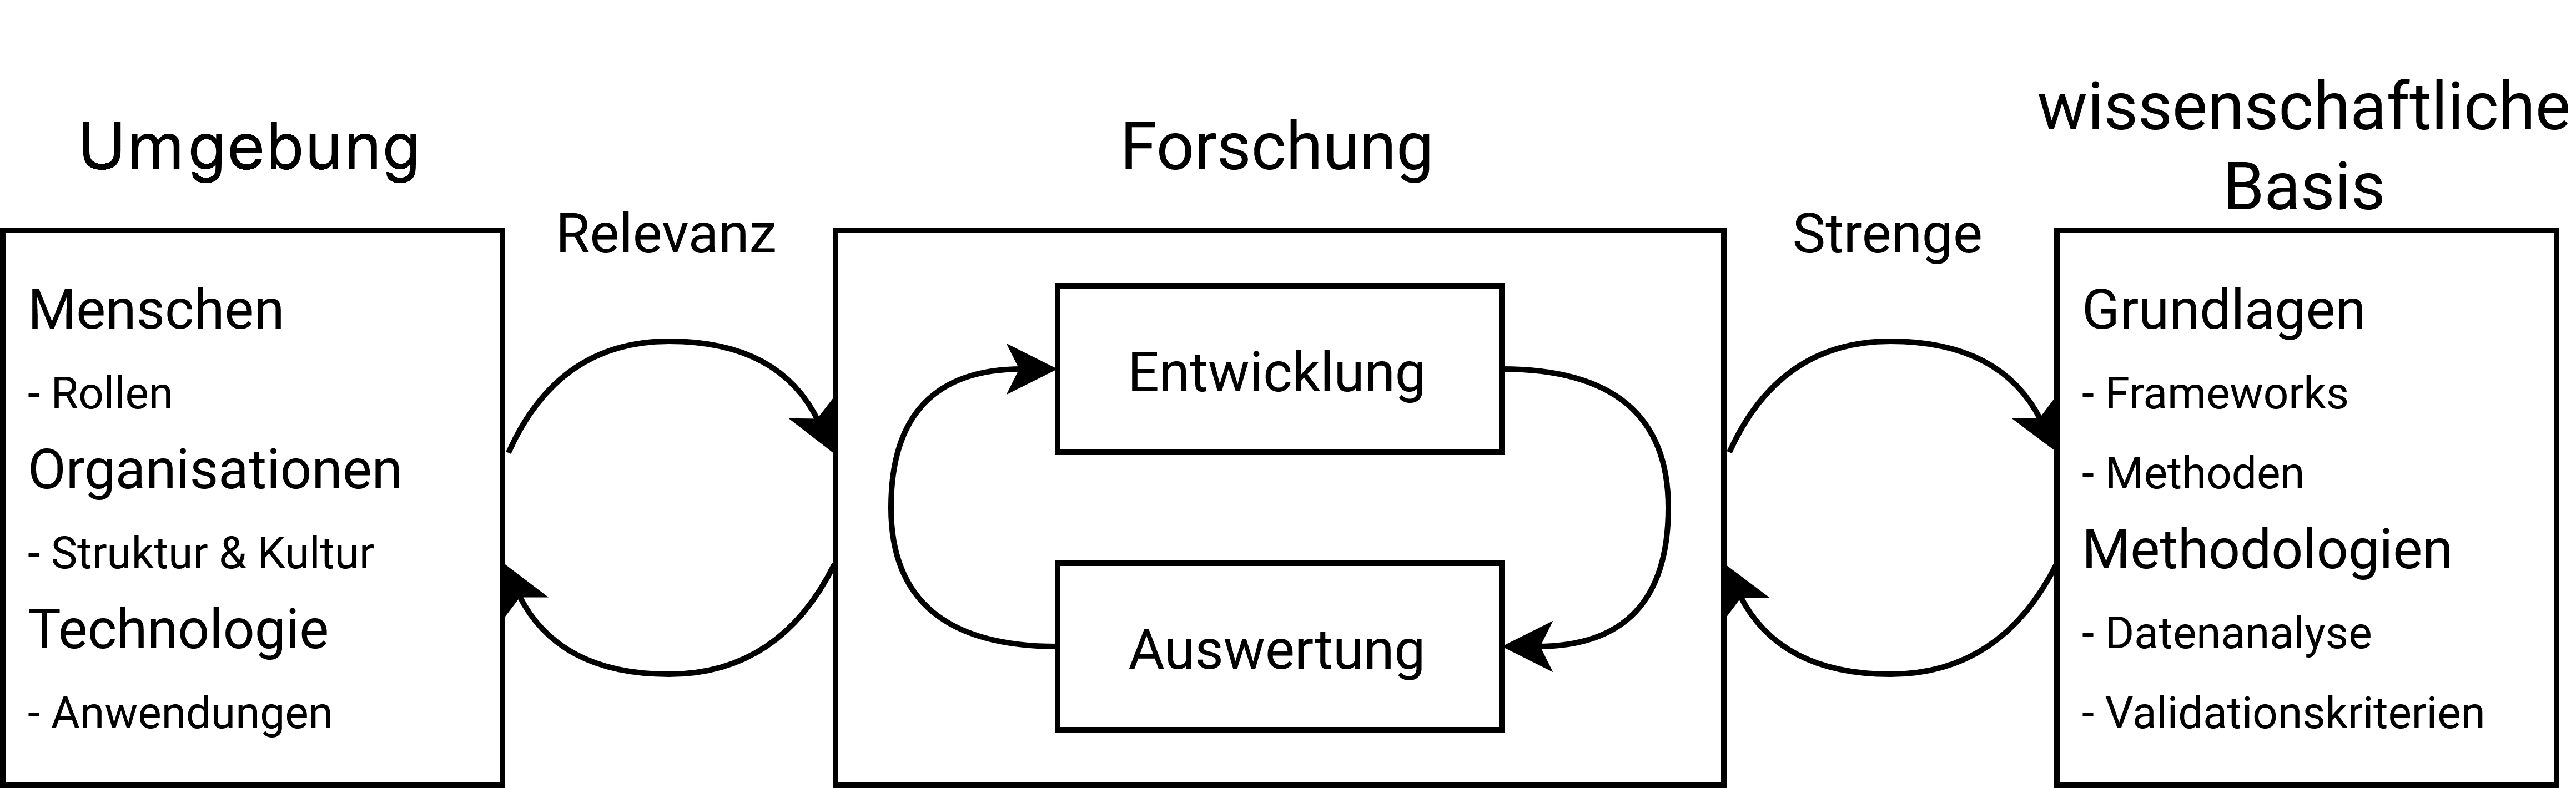 Umgebung
Menschen
- Rollen
Organisationen
- Struktur & Kultur
Technologie
- Anwendungen
Relevanz
Forschung
Entwicklung
Auswertung
Strenge
wissenschaftliche
Basis
Grundlagen
- Frameworks
- Methoden
Methodologien
- Datenanalyse
- Validationskriterien